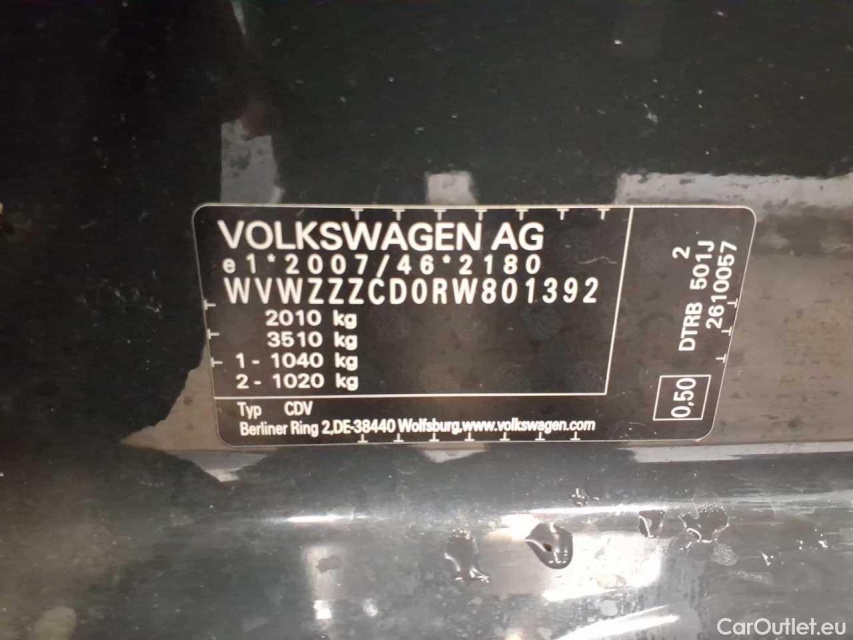 VOLKSWAGEN AG
e1*2007/46*2180
WVWZZZCD0RW801392
2010 kg
3510 kg
1 - 1040 kg
2 - 1020 kg
Typ CDV
Berliner Ring 2,DE-38440 Wolfsburg,www.volkswagen.com
2
DTRB 501J
2610057
0,50
CarOutlet.eu